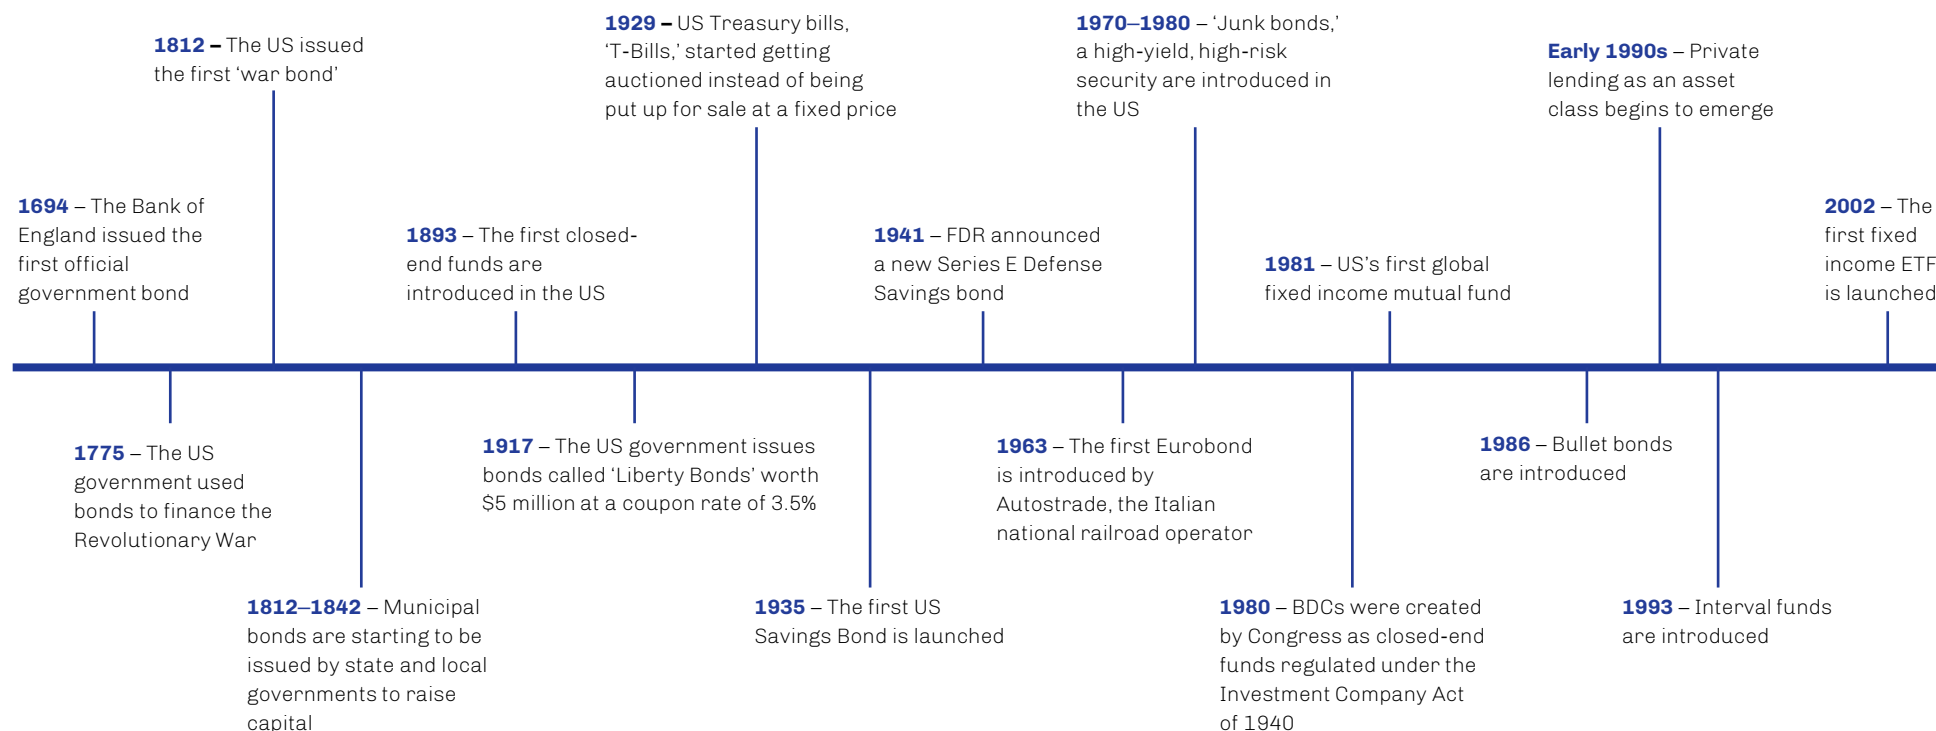 1694 – The Bank of
England issued the
first official
government bond
1775 – The US
government used
bonds to finance the
Revolutionary War
1812 – The US issued
the first ‘war bond’
1812–1842 – Municipal
bonds are starting to be
issued by state and local
governments to raise
capital
1893 – The first closed-
end funds are
introduced in the US
1917 – The US government issues
bonds called ‘Liberty Bonds’ worth
$5 million at a coupon rate of 3.5%
1929 – US Treasury bills,
‘T-Bills,’ started getting
auctioned instead of being
put up for sale at a fixed price
1935 – The first US
Savings Bond is launched
1941 – FDR announced
a new Series E Defense
Savings bond
1963 – The first Eurobond
is introduced by
Autostrade, the Italian
national railroad operator
1970–1980 – ‘Junk bonds,’
a high-yield, high-risk
security are introduced in
the US
1980 – BDCs were created
by Congress as closed-end
funds regulated under the
Investment Company Act
of 1940
1981 – US’s first global
fixed income mutual fund
1986 – Bullet bonds
are introduced
Early 1990s – Private
lending as an asset
class begins to emerge
1993 – Interval funds
are introduced
2002 – The
first fixed
income ETF
is launched